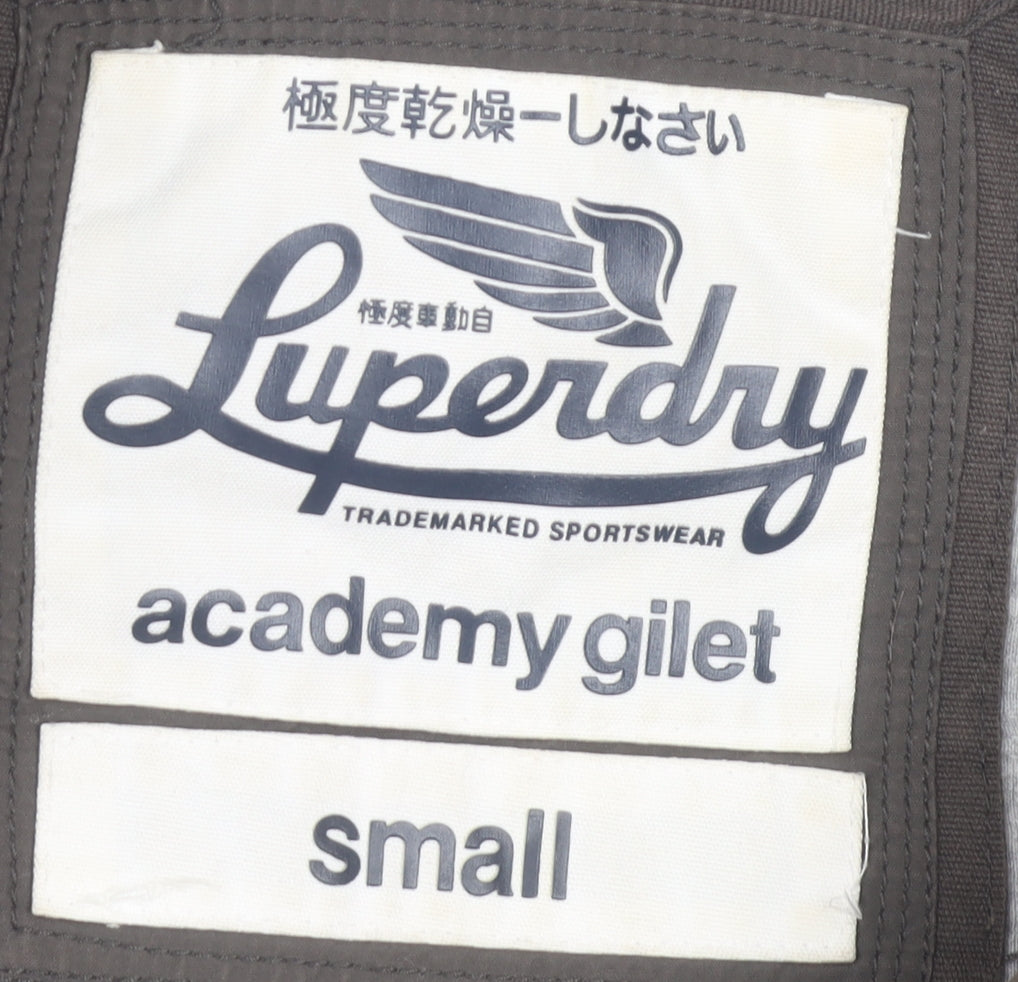 極度乾燥ーしなさい
極度車動自
Superdry
TRADEMARKED SPORTSWEAR
academy gilet
small